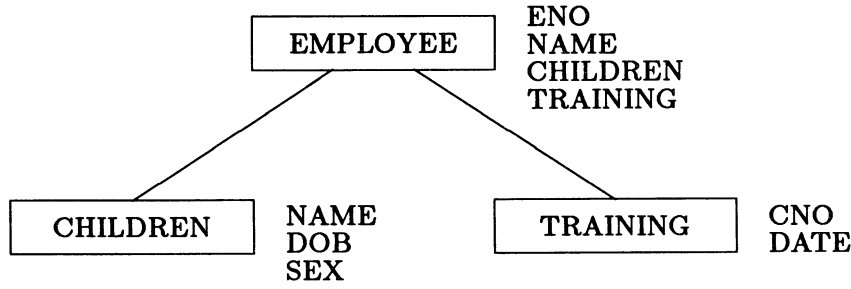 EMPLOYEE
ENO
NAME
CHILDREN
TRAINING
CHILDREN
NAME
DOB
SEX
TRAINING
CNO
DATE